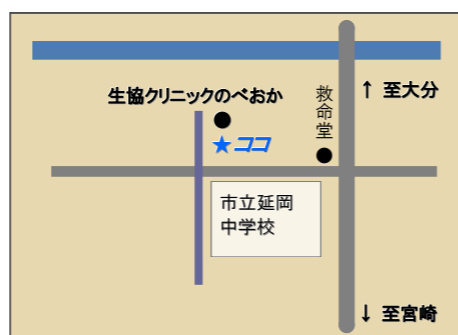 生協クリニックのべおか
★ココ
救命堂
↑ 至大分
市立延岡
中学校
↓ 至宮崎